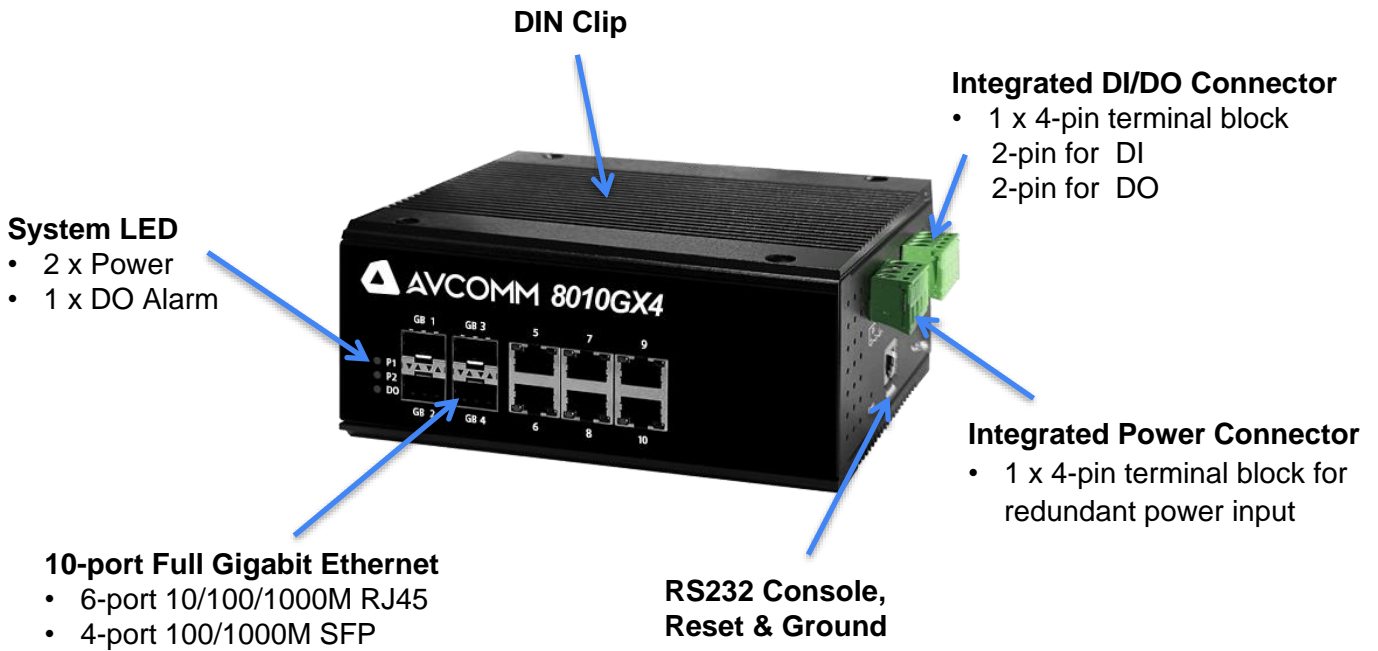 DIN Clip
Integrated DI/DO Connector
• 1 x 4-pin terminal block
2-pin for DI
2-pin for DO
System LED
• 2 x Power
• 1 x DO Alarm
AVCOMM 8010GX4
GB 1 GB 3 5 7 9
P1
P2
DO
GB 2 GB 4 6 8 10
Integrated Power Connector
• 1 x 4-pin terminal block for
redundant power input
10-port Full Gigabit Ethernet
• 6-port 10/100/1000M RJ45
• 4-port 100/1000M SFP
RS232 Console,
Reset & Ground